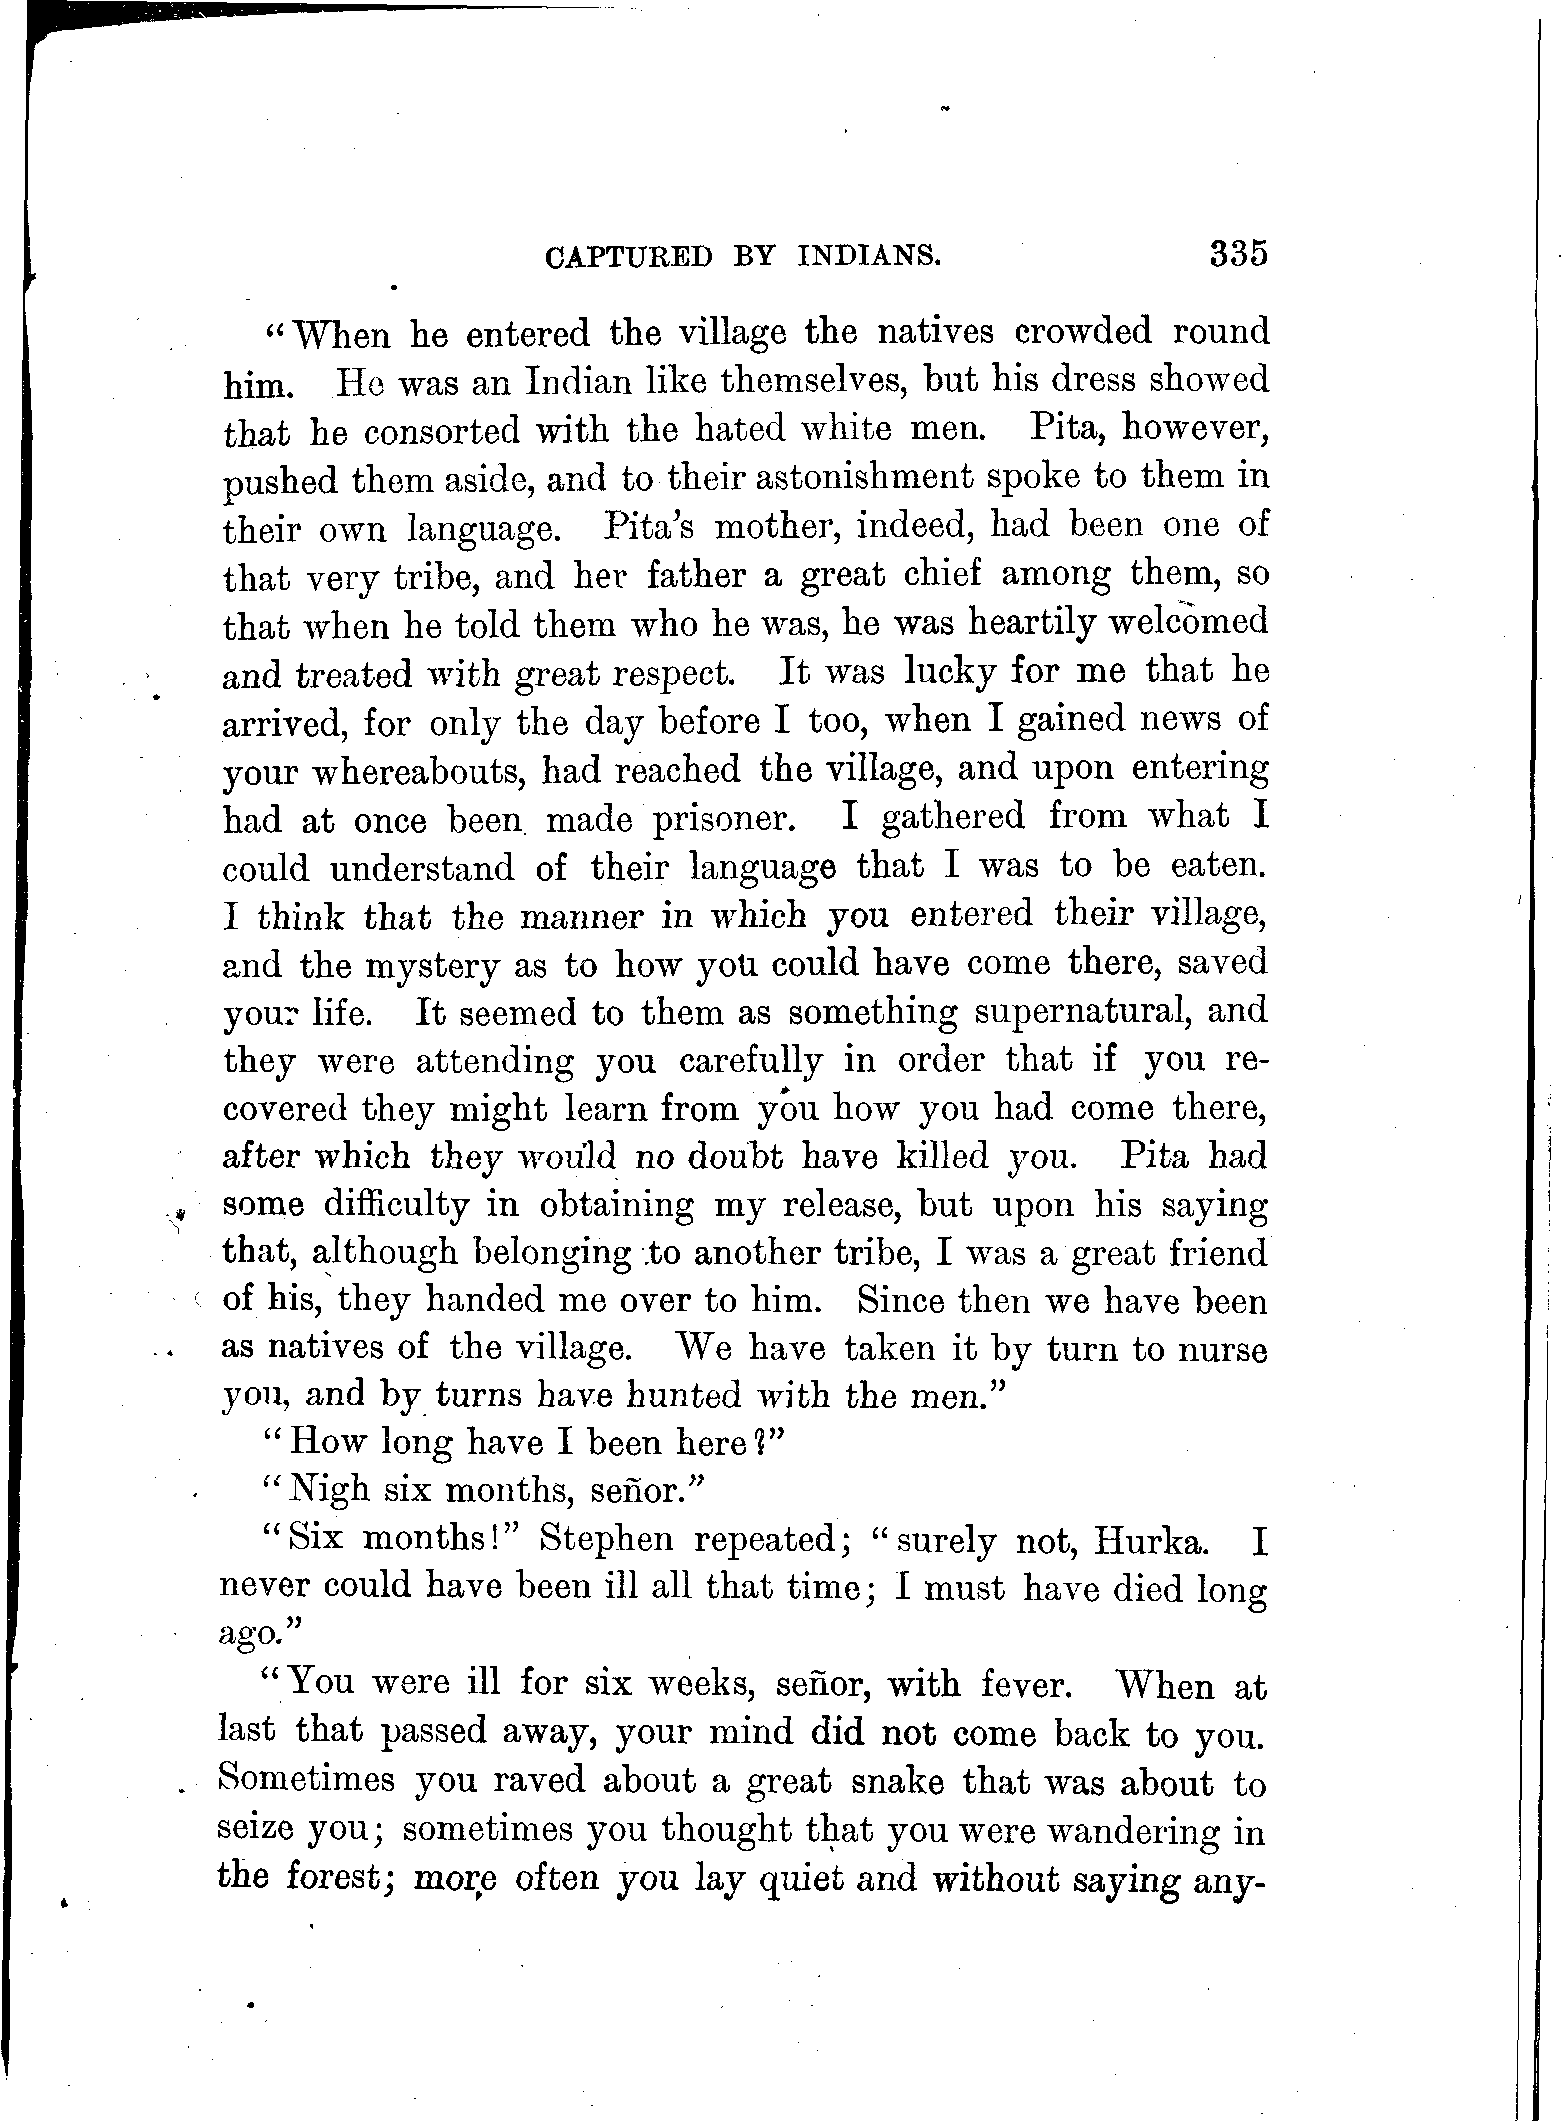 CAPTURED BY INDIANS. 335
"When he entered the village the natives crowded round
him. He was an Indian like themselves, but his dress showed
that he consorted with the hated white men. Pita, however,
pushed them aside, and to their astonishment spoke to them in
their own language. Pita's mother, indeed, had been one of
that very tribe, and her father a great chief among them, so
that when he told them who he was, he was heartily welcomed
and treated with great respect. It was lucky for me that he
arrived, for only the day before I too, when I gained news of
your whereabouts, had reached the village, and upon entering
had at once been made prisoner. I gathered from what I
could understand of their language that I was to be eaten.
I think that the manner in which you entered their village,
and the mystery as to how you could have come there, saved
your life. It seemed to them as something supernatural, and
they were attending you carefully in order that if you re-
covered they might learn from you how you had come there,
after which they would no doubt have killed you. Pita had
some difficulty in obtaining my release, but upon his saying
that, although belonging to another tribe, I was a great friend
of his, they handed me over to him. Since then we have been
as natives of the village. We have taken it by turn to nurse
you, and by turns have hunted with the men."
"How long have I been here?"
"Nigh six months, señor."
"Six months!" Stephen repeated; "surely not, Hurka. I
never could have been ill all that time; I must have died long
ago."
"You were ill for six weeks, señor, with fever. When at
last that passed away, your mind did not come back to you.
Sometimes you raved about a great snake that was about to
seize you; sometimes you thought that you were wandering in
the forest; more often you lay quiet and without saying any-